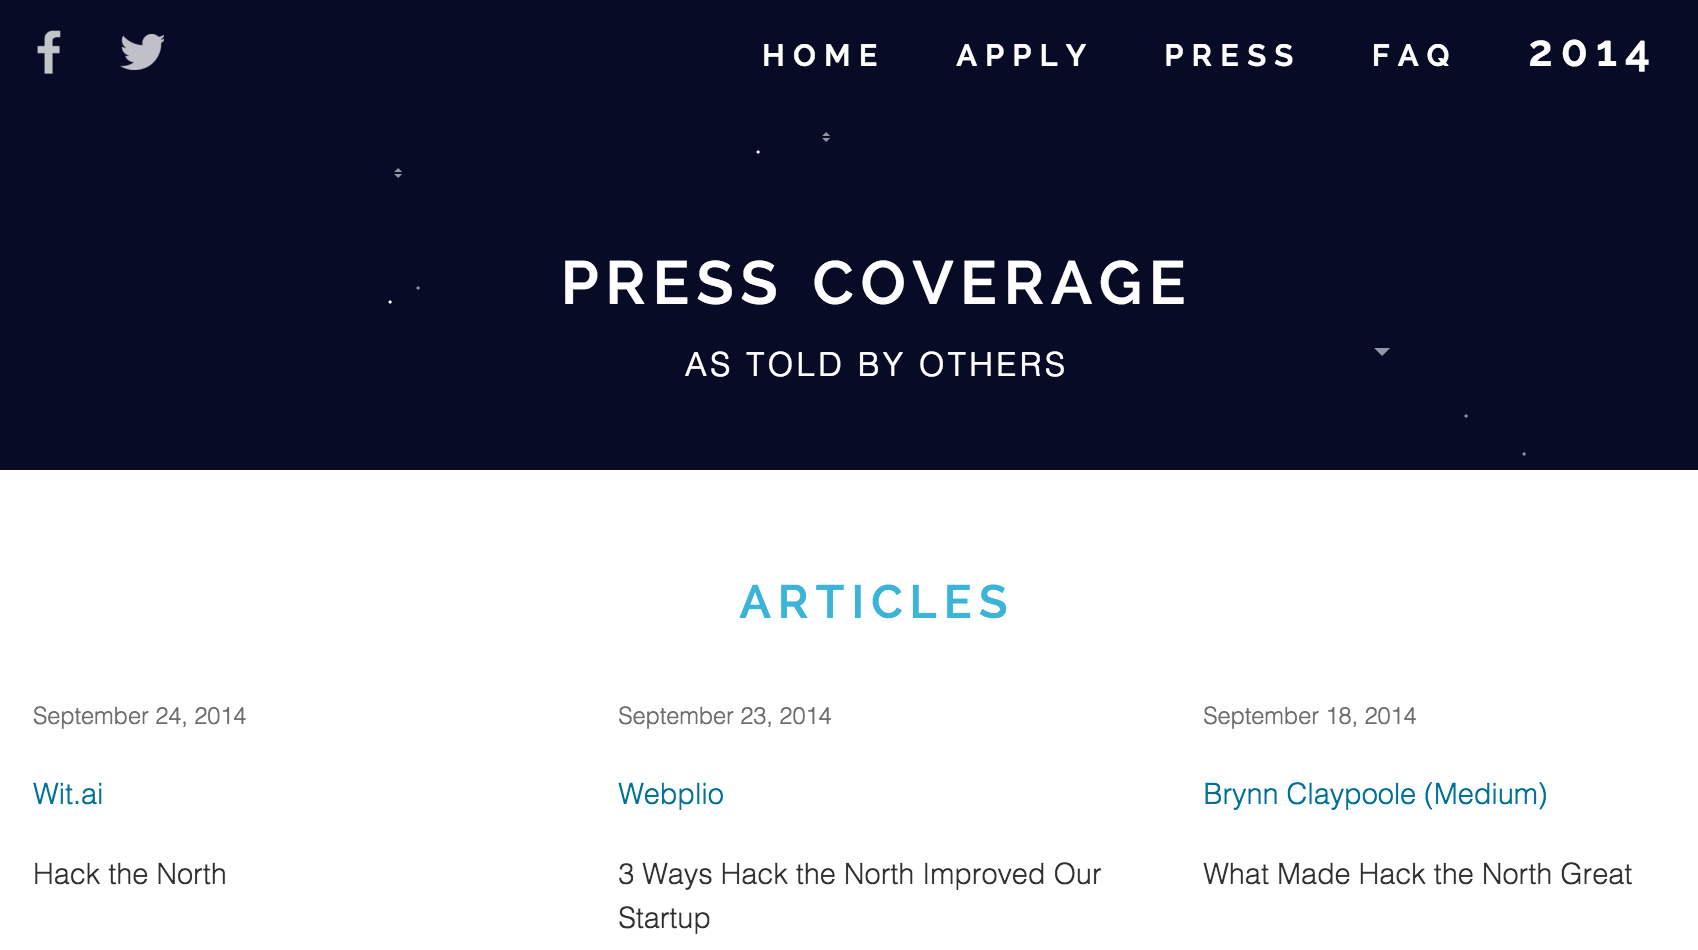 HOME APPLY PRESS FAQ 2014
PRESS COVERAGE
AS TOLD BY OTHERS
ARTICLES
September 24, 2014
Wit.ai
Hack the North
September 23, 2014
Webplio
3 Ways Hack the North Improved Our
Startup
September 18, 2014
Brynn Claypoole (Medium)
What Made Hack the North Great